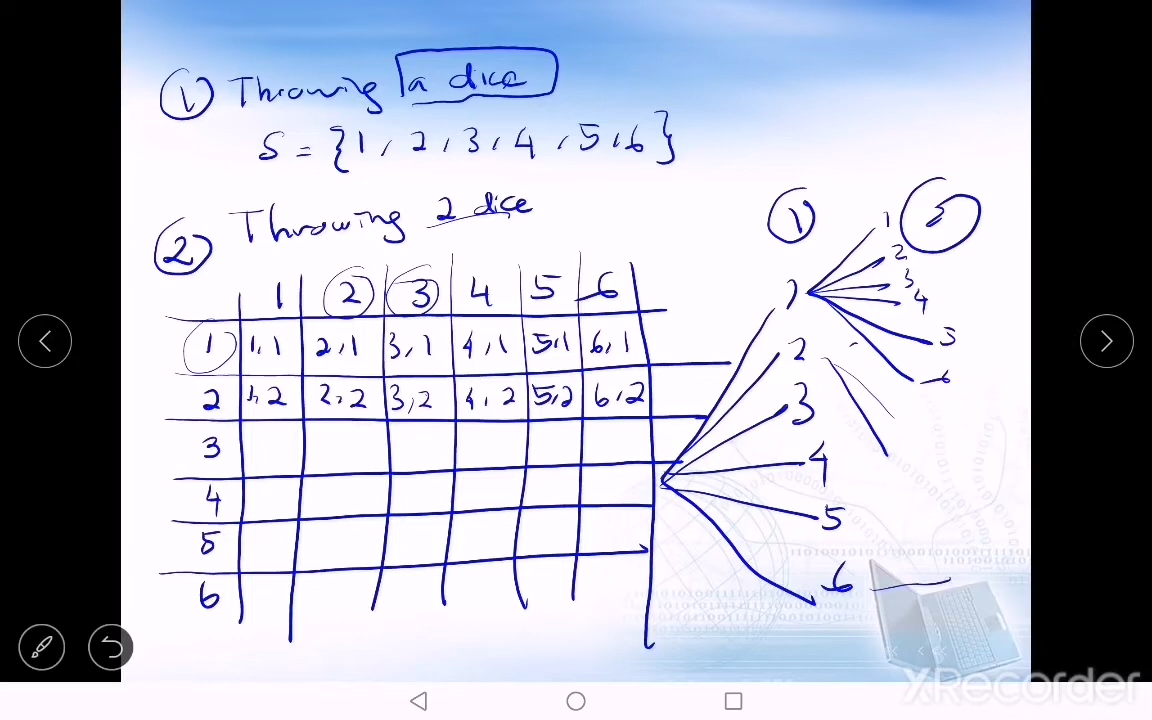 ① Throwing a dice
S = {1, 2, 3, 4, 5, 6}
② Throwing 2 dice
1 2 3 4 5 6
1 1,1 2,1 3,1 4,1 5,1 6,1
2 1,2 2,2 3,2 4,2 5,2 6,2
3
4
5
6
①
1
2
3
4
5
6
1
2
3
4
5
6
XRecorder